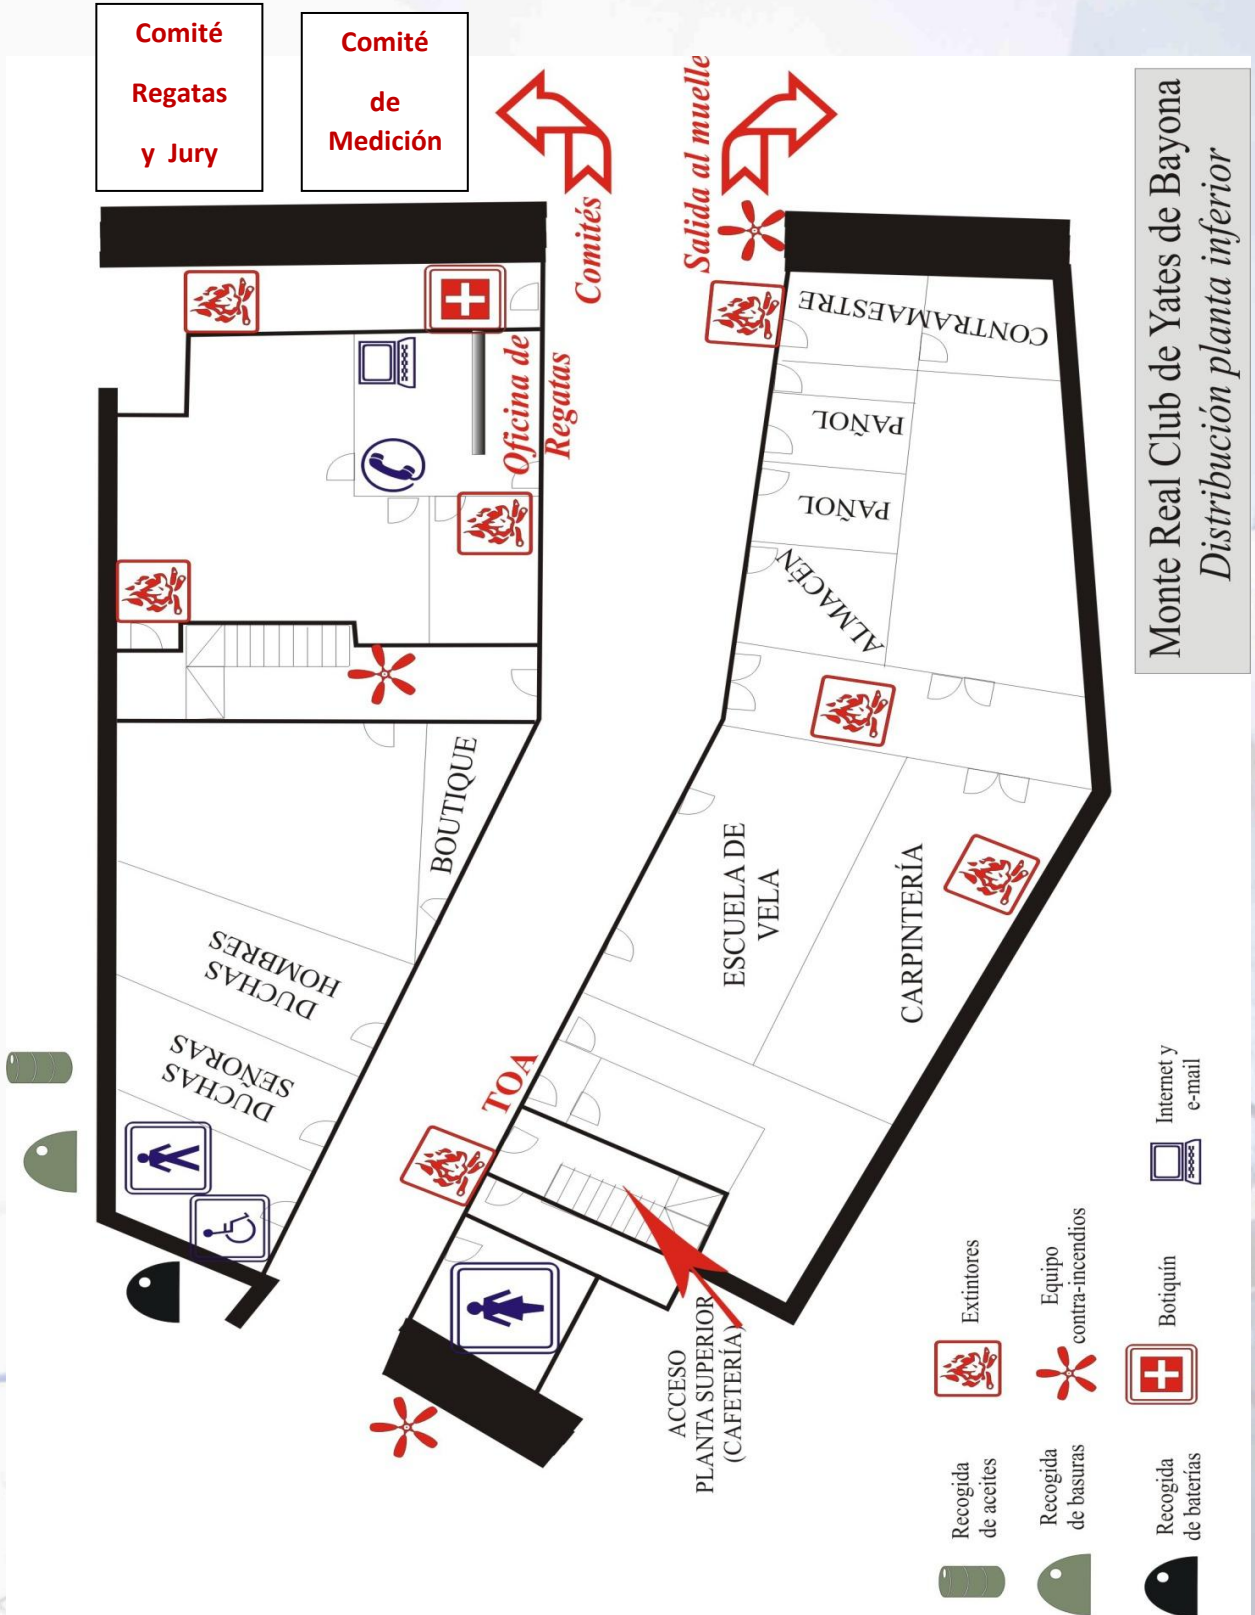 Comité
Regatas
y Jury
Comité
de
Medición
Comités
Salida al muelle
Oficina de
Regatas
CONTRAMAESTRE
PAÑOL
PAÑOL
ALMACÉN
BOUTIQUE
DUCHAS
HOMBRES
DUCHAS
SEÑORAS
ESCUELA DE
VELA
CARPINTERÍA
TOA
ACCESO
PLANTA SUPERIOR
(CAFETERÍA)
Monte Real Club de Yates de Bayona
Distribución planta inferior
Recogida
de aceites
Extintores
Recogida
de basuras
Equipo
contra-incendios
Recogida
de baterías
Botiquín
Internet y
e-mail